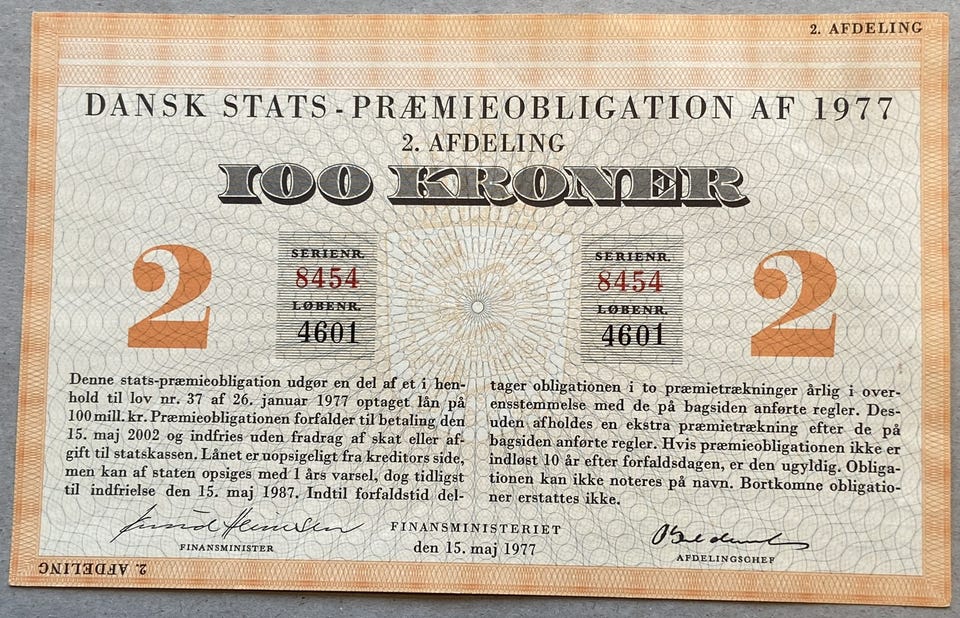 2. AFDELING
DANSK STATS-PRÆMIEOBLIGATION AF 1977
2. AFDELING
100 KRONER
2
SERIENR.
8454
LØBENR.
4601
SERIENR.
8454
LØBENR.
4601
2
Denne stats-præmieobligation udgør en del af et i hen-
hold til lov nr. 37 af 26. januar 1977 optaget lån på
100 mill. kr. Præmieobligationen forfalder til betaling den
15. maj 2002 og indfries uden fradrag af skat eller af-
gift til statskassen. Lånet er uopsigeligt fra kreditors side,
men kan af staten opsiges med 1 års varsel, dog tidligst
til indfrielse den 15. maj 1987. Indtil forfaldstid del-
tager obligationen i to præmietrækninger årlig i over-
ensstemmelse med de på bagsiden anførte regler. Des-
uden afholdes en ekstra præmietrækning efter de på
bagsiden anførte regler. Hvis præmieobligationen ikke er
indløst 10 år efter forfaldsdagen, er den ugyldig. Obliga-
tionen kan ikke noteres på navn. Bortkomne obligatio-
ner erstattes ikke.
FINANSMINISTER
FINANSMINISTERIET
den 15. maj 1977
AFDELINGSCHEF
2. AFDELING